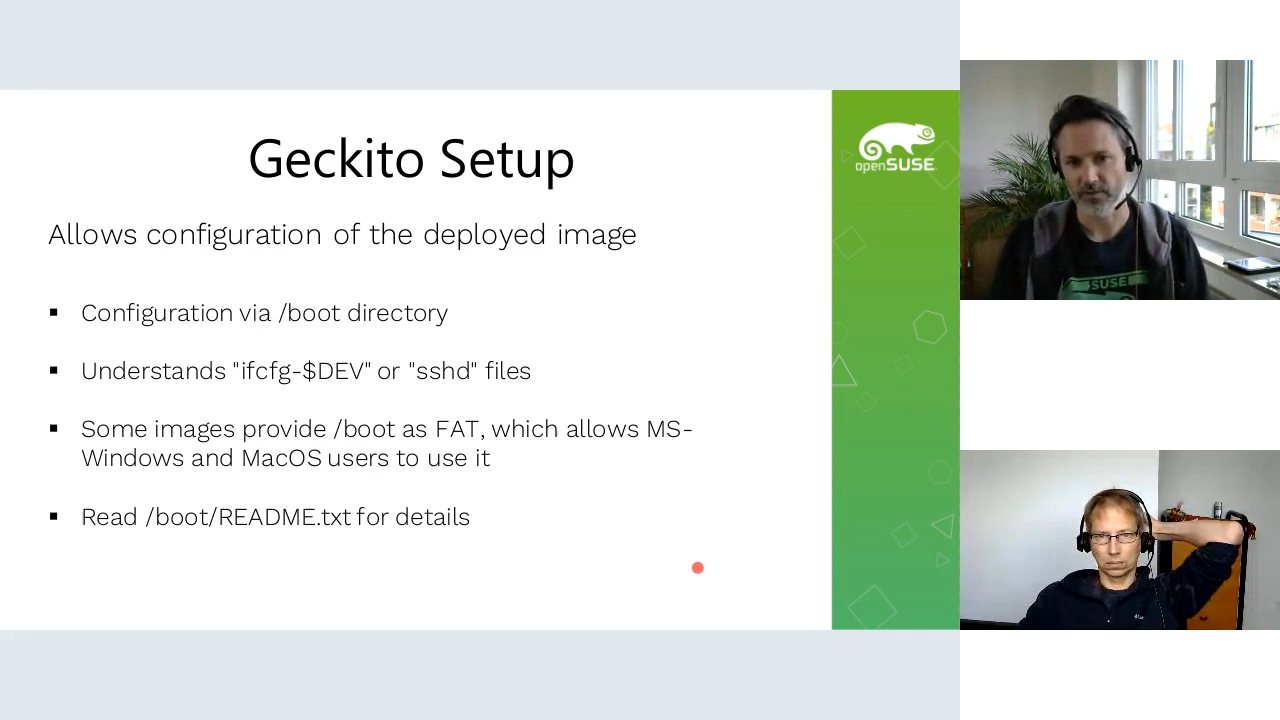 Geckito Setup
Allows configuration of the deployed image
Configuration via /boot directory
Understands "ifcfg-$DEV" or "sshd" files
Some images provide /boot as FAT, which allows MS-
Windows and MacOS users to use it
Read /boot/README.txt for details
openSUSE
SUSE